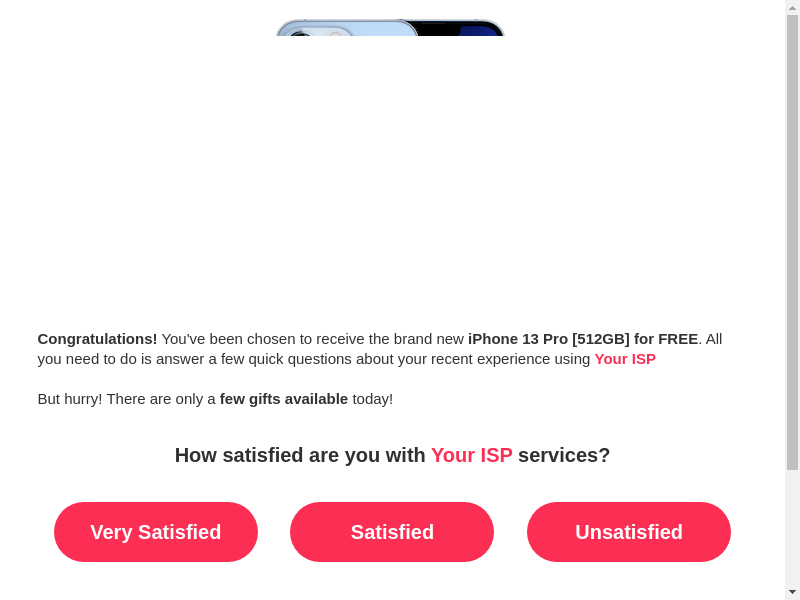 Congratulations! You've been chosen to receive the brand new iPhone 13 Pro [512GB] for FREE. All
you need to do is answer a few quick questions about your recent experience using Your ISP
But hurry! There are only a few gifts available today!
How satisfied are you with Your ISP services?
Very Satisfied
Satisfied
Unsatisfied